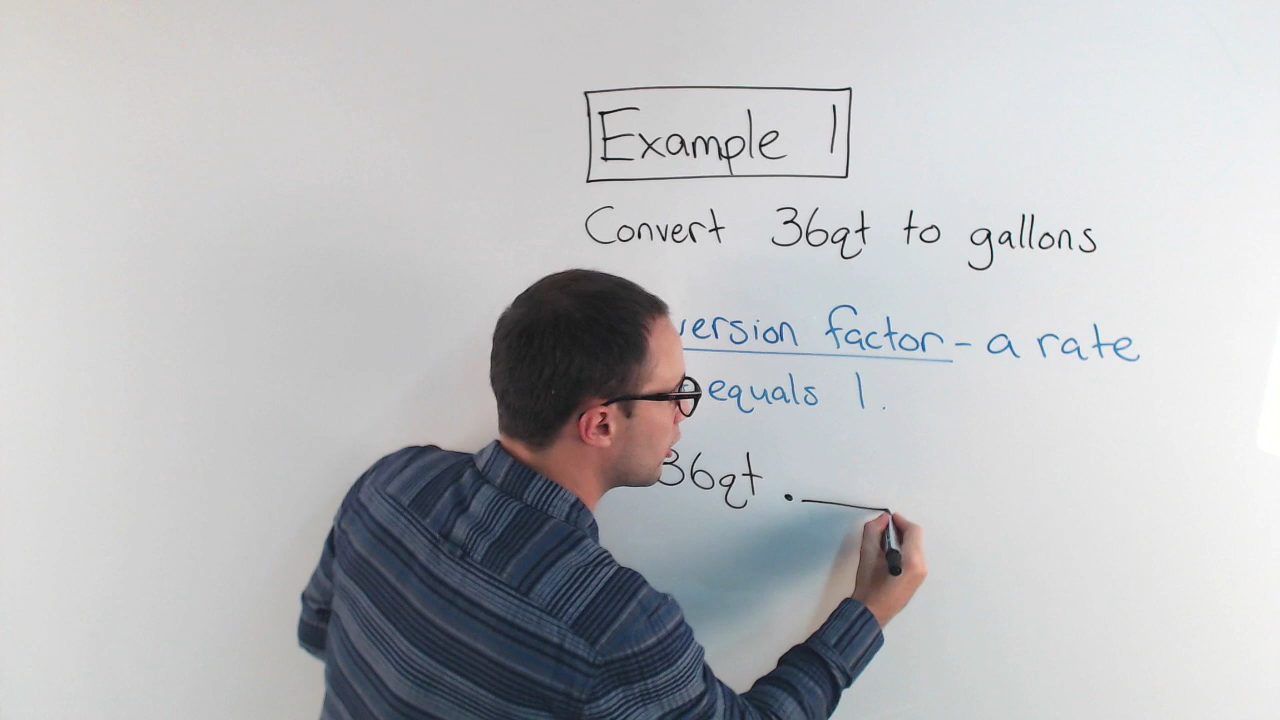 Example 1
Convert 36qt to gallons
version factor - a rate
equals 1.
36qt ·